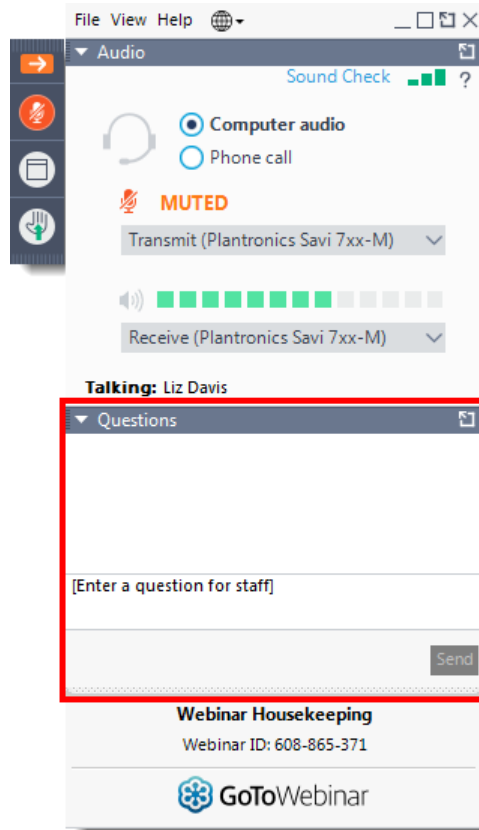 File View Help
Audio
Sound Check ?
Computer audio
Phone call
MUTED
Transmit (Plantronics Savi 7xx-M)
Receive (Plantronics Savi 7xx-M)
Talking: Liz Davis
Questions
[Enter a question for staff]
Send
Webinar Housekeeping
Webinar ID: 608-865-371
GoToWebinar